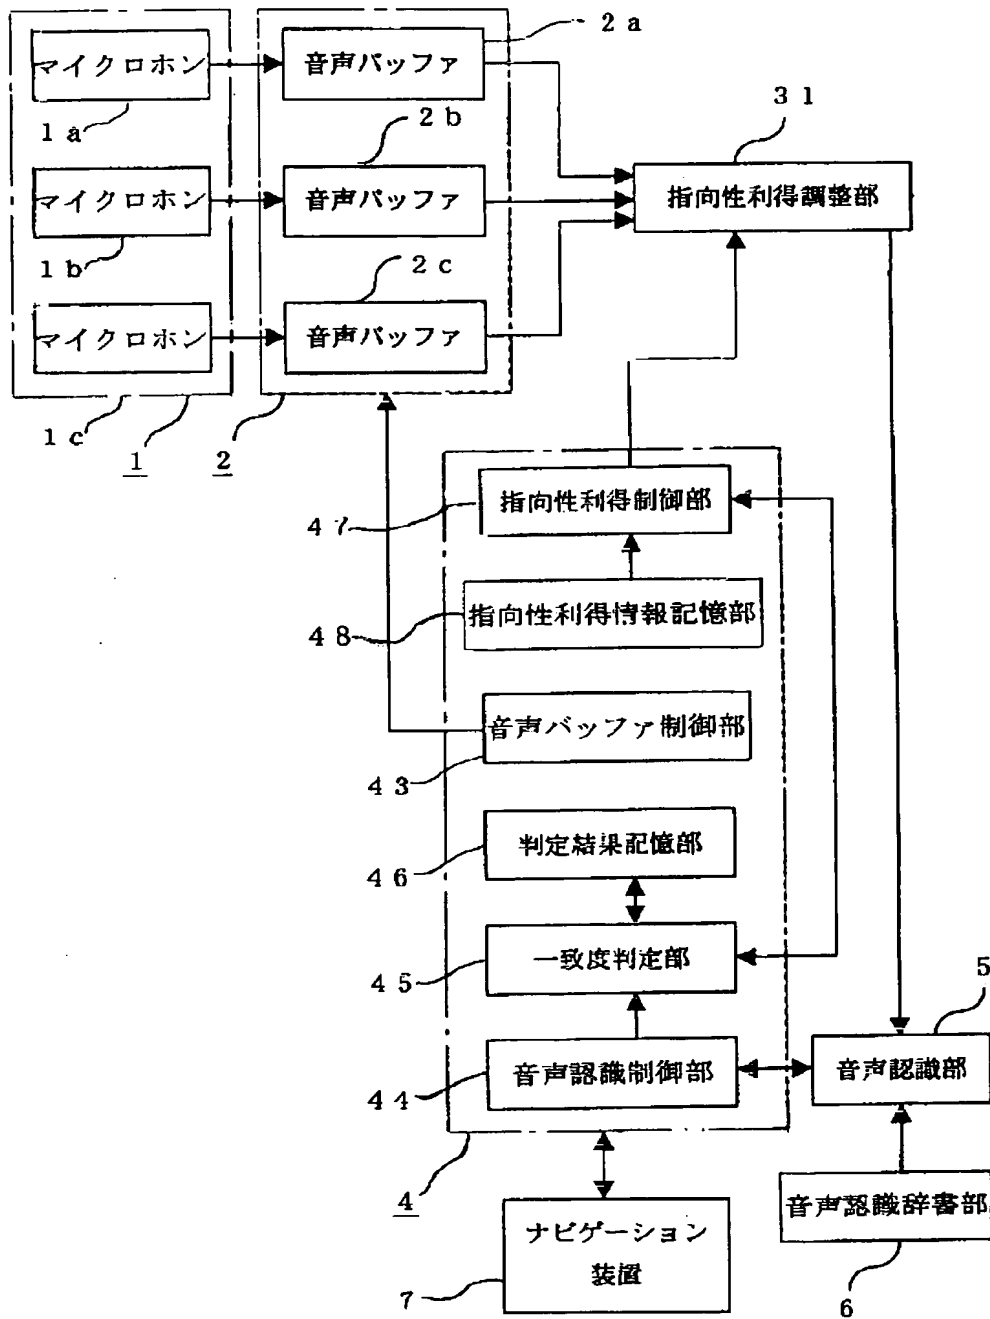 マイクロホン
音声バッファ
2a
1a
2b
31
マイクロホン
音声バッファ
指向性利得調整部
1b
2c
マイクロホン
音声バッファ
1c
1
2
指向性利得制御部
47
指向性利得情報記憶部
48
音声バッファ制御部
43
判定結果記憶部
46
一致度判定部
45
5
音声認識制御部
44
音声認識部
4
音声認識辞書部
ナビゲーション
装置
7
6